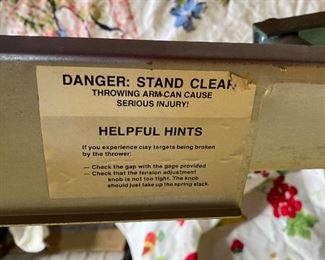 DANGER: STAND CLEAR
THROWING ARM CAN CAUSE
SERIOUS INJURY!
HELPFUL HINTS
If you experience clay targets being broken
by the thrower:
— Check the gap with the gage provided
— Check that the tension adjustment
knob is not too tight. The knob
should just take up the spring slack.